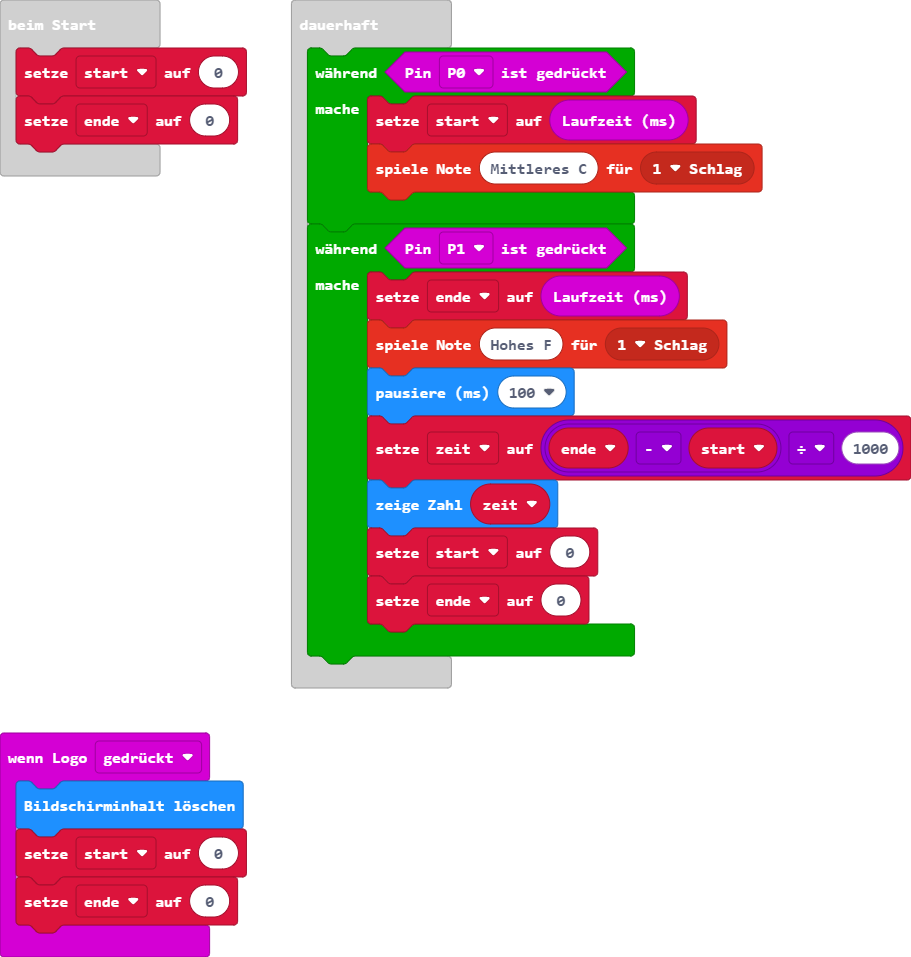 beim Start
setze start auf 0
setze ende auf 0
dauerhaft
während Pin P0 ist gedrückt
mache
setze start auf Laufzeit (ms)
spiele Note Mittleres C für 1 Schlag
während Pin P1 ist gedrückt
mache
setze ende auf Laufzeit (ms)
spiele Note Hohes F für 1 Schlag
pausiere (ms) 100
setze zeit auf ende - start ÷ 1000
zeige Zahl zeit
setze start auf 0
setze ende auf 0
wenn Logo gedrückt
Bildschirminhalt löschen
setze start auf 0
setze ende auf 0